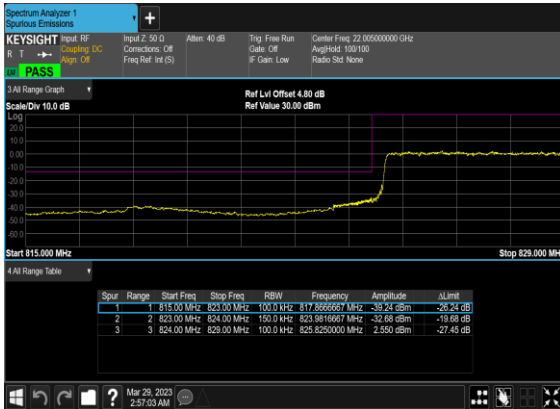 Spectrum Analyzer 1
Spurious Emissions
KEYSIGHT
R T
Input: RF
Coupling: DC
Align: Off
Input Z: 50 Ω
Corrections: Off
Freq Ref: Int (S)
Atten: 40 dB
Trig: Free Run
Gate: Off
IF Gain: Low
Center Freq: 22.005000000 GHz
Avg|Hold: 100/100
Radio Std: None
PASS
3 All Range Graph
Scale/Div 10.0 dB
Ref Lvl Offset 4.80 dB
Ref Value 30.00 dBm
Log
20.0
10.0
0.00
-10.0
-20.0
-30.0
-40.0
-50.0
-60.0
Start 815.000 MHz
Stop 829.000 MH
4 All Range Table
Spur Range Start Freq Stop Freq RBW Frequency Amplitude ΔLimit
1 1 815.00 MHz 823.00 MHz 100.0 kHz 817.8666667 MHz -39.24 dBm -26.24 dB
2 2 823.00 MHz 824.00 MHz 150.0 kHz 823.9816667 MHz -32.68 dBm -19.68 dB
3 3 824.00 MHz 829.00 MHz 100.0 kHz 825.8250000 MHz 2.550 dBm -27.45 dB
?
Mar 29, 2023
2:57:03 AM